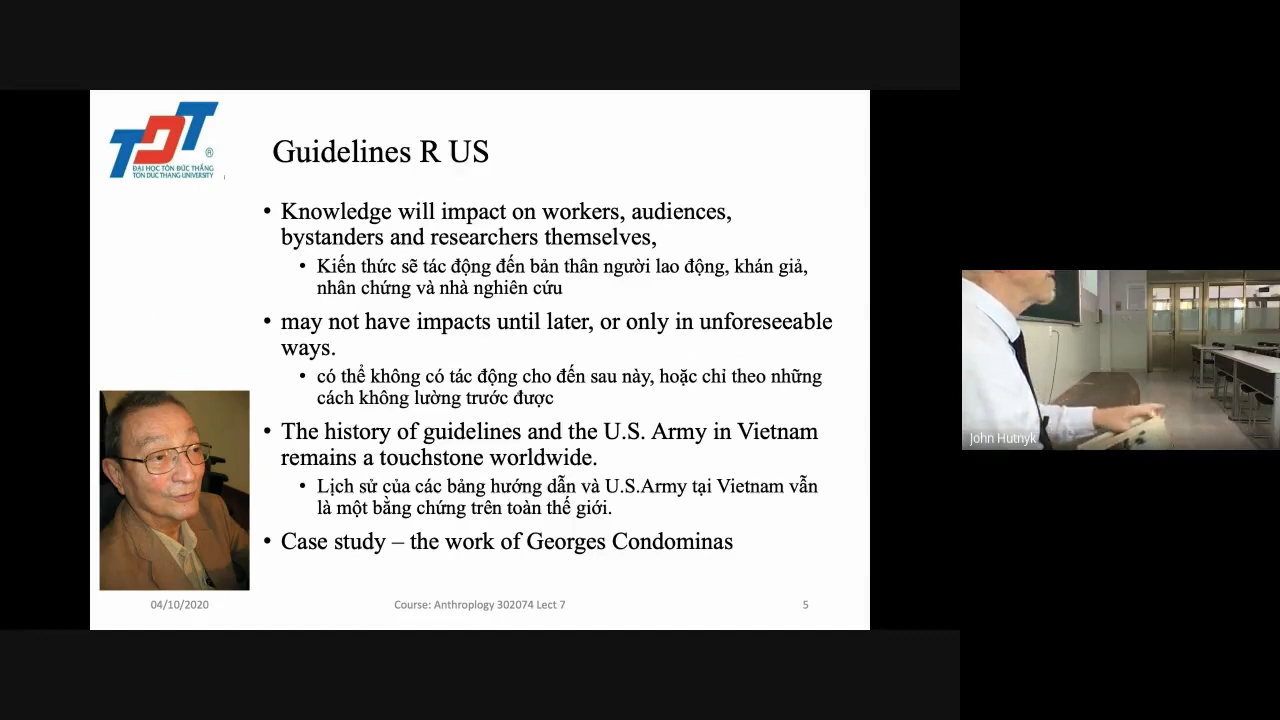 TDT
®
ĐẠI HỌC TÔN ĐỨC THẮNG
TON DUC THANG UNIVERSITY
Guidelines R US
• Knowledge will impact on workers, audiences,
bystanders and researchers themselves,
• Kiến thức sẽ tác động đến bản thân người lao động, khán giả,
nhân chứng và nhà nghiên cứu
• may not have impacts until later, or only in unforeseeable
ways.
• có thể không có tác động cho đến sau này, hoặc chỉ theo những
cách không lường trước được
• The history of guidelines and the U.S. Army in Vietnam
remains a touchstone worldwide.
• Lịch sử của các bảng hướng dẫn và U.S.Army tại Vietnam vẫn
là một bằng chứng trên toàn thế giới.
• Case study – the work of Georges Condominas
04/10/2020
Course: Anthroplogy 302074 Lect 7
5
John Hutnyk